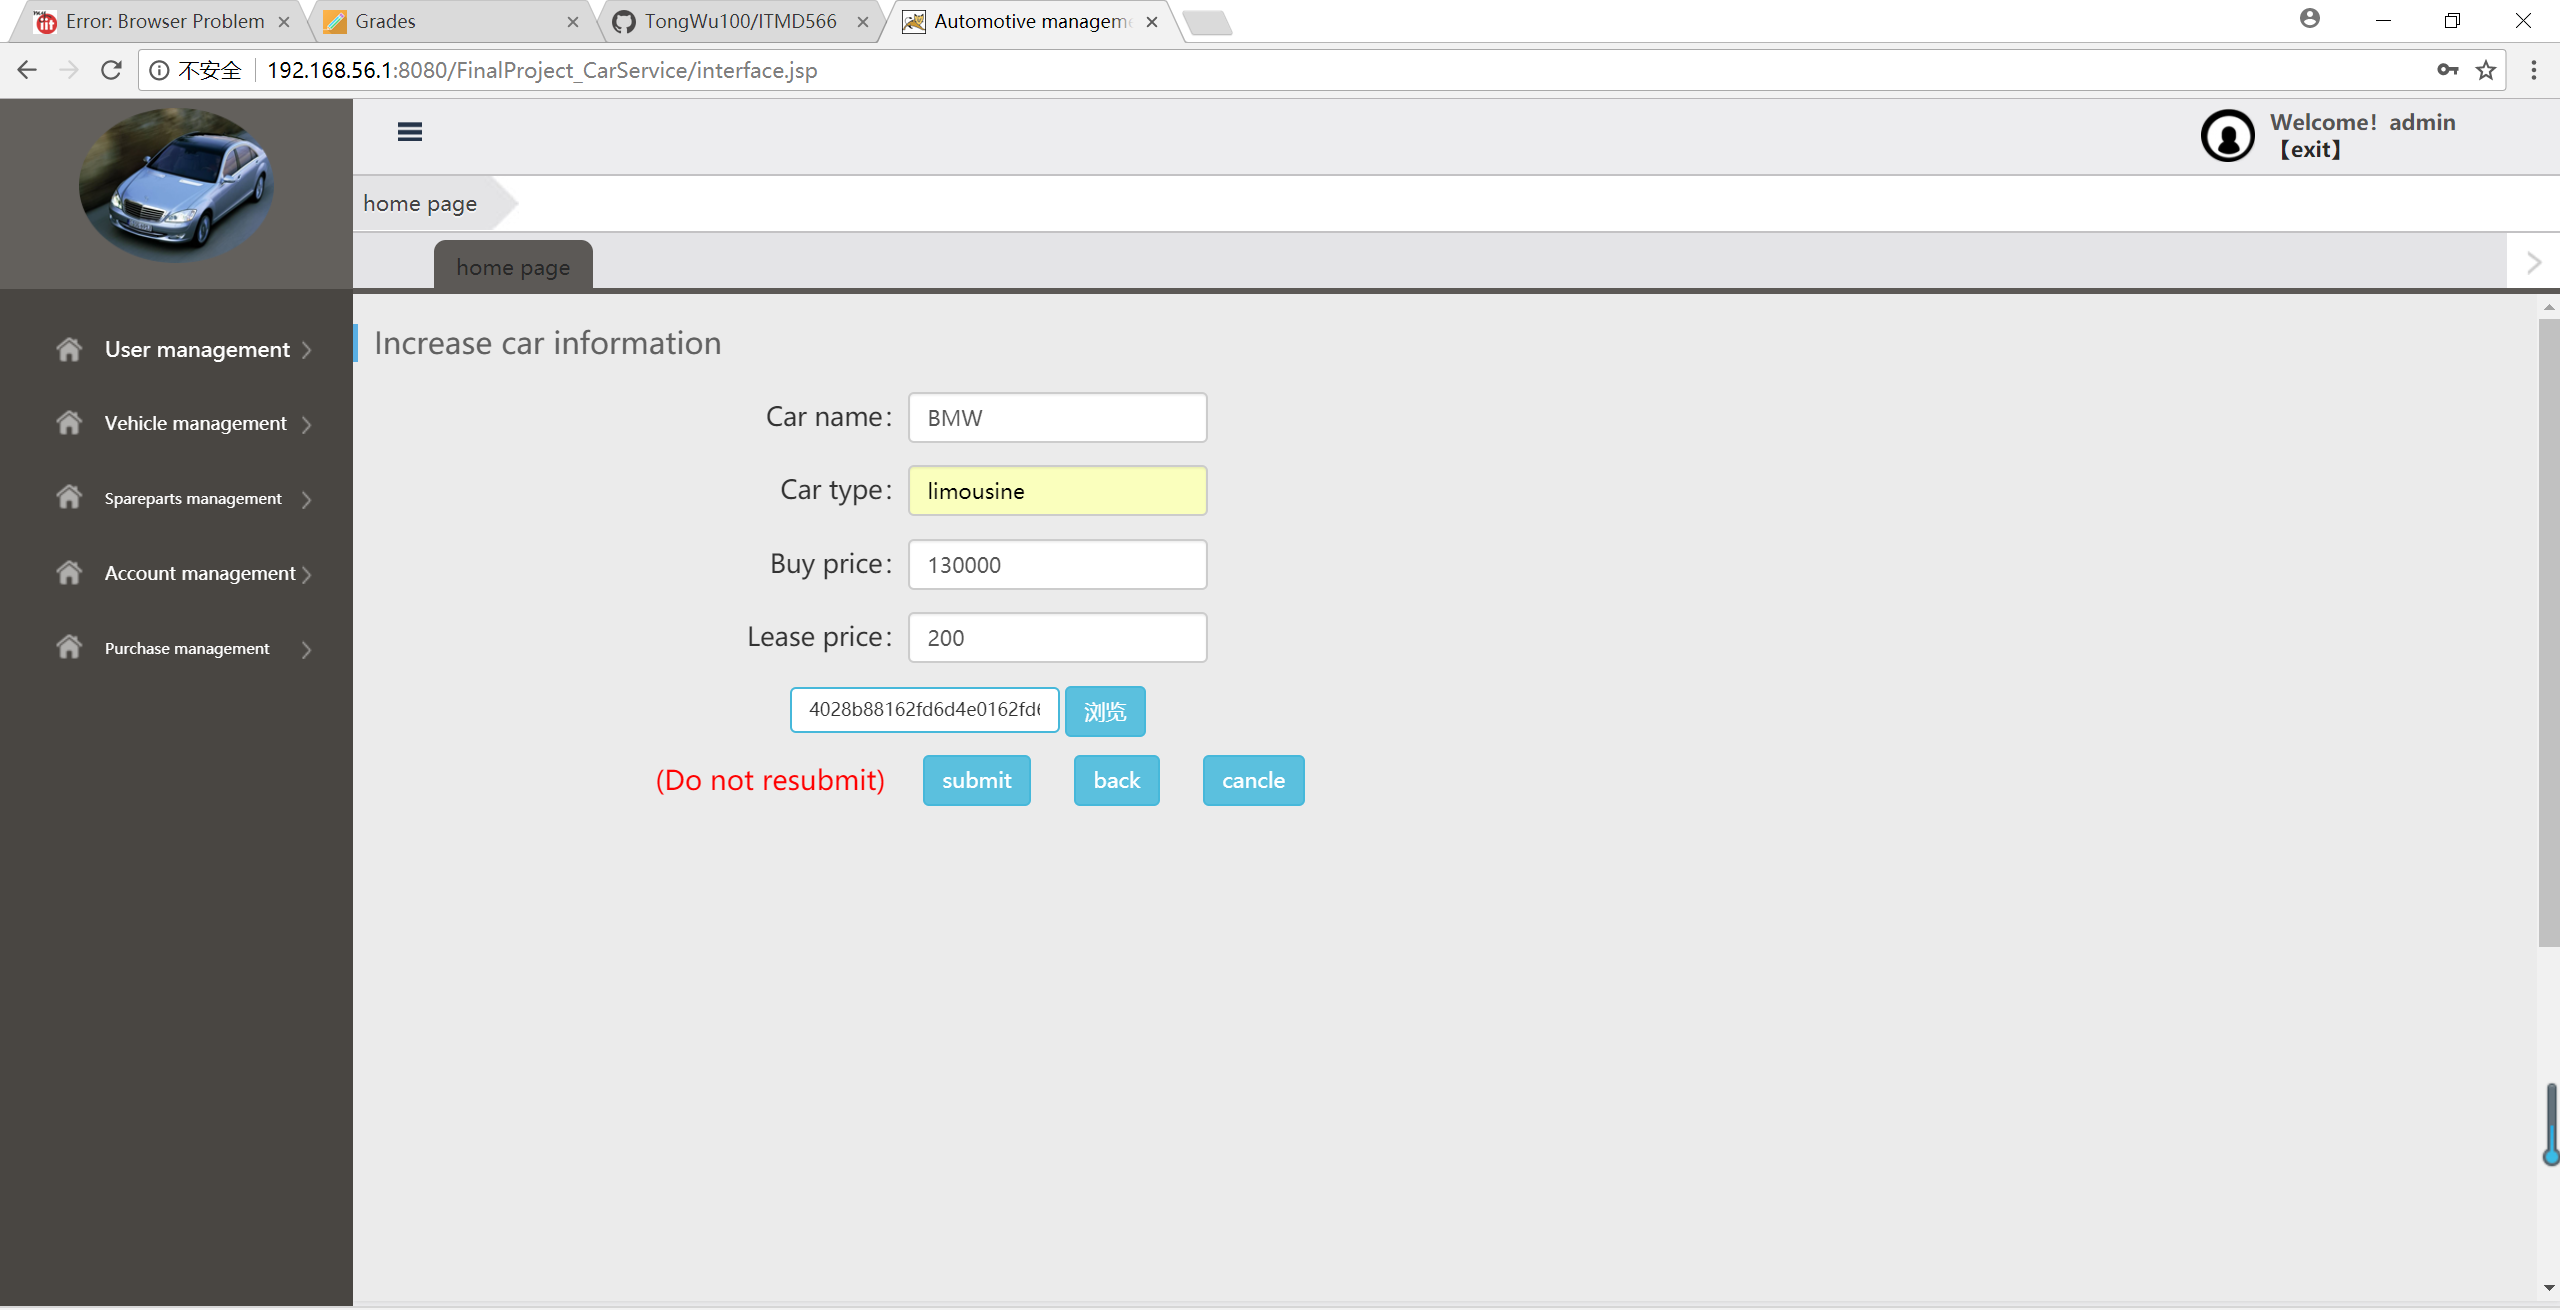 Error: Browser Problem
Grades
TongWu100/ITMD566
Automotive managem
不安全
192.168.56.1:8080/FinalProject_CarService/interface.jsp
Welcome！admin
【exit】
home page
home page
User management
Vehicle management
Spareparts management
Account management
Purchase management
Increase car information
Car name：
BMW
Car type：
limousine
Buy price：
130000
Lease price：
200
4028b88162fd6d4e0162fd
浏览
(Do not resubmit)
submit
back
cancle